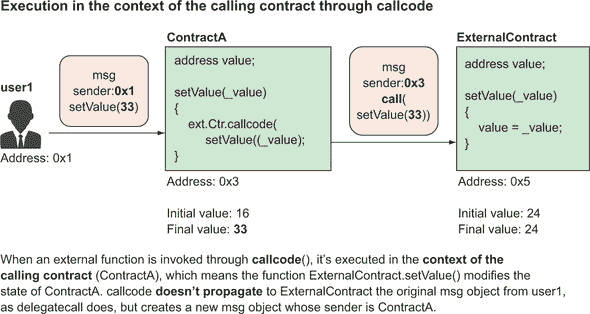 Execution in the context of the calling contract through callcode
ContractA
ExternalContract
user1
msg
sender:0x1
setValue(33)
address value;
setValue(_value)
{
ext.Ctr.callcode(
setValue((_value);
}
msg
sender:0x3
call(
setValue(33))
address value;
setValue(_value)
{
value = _value;
}
Address: 0x1
Address: 0x3
Address: 0x5
Initial value: 16
Final value: 33
Initial value: 24
Final value: 24
When an external function is invoked through callcode(), it's executed in the context of the
calling contract (ContractA), which means the function ExternalContract.setValue() modifies the
state of ContractA. callcode doesn't propagate to ExternalContract the original msg object from user1,
as delegatecall does, but creates a new msg object whose sender is ContractA.